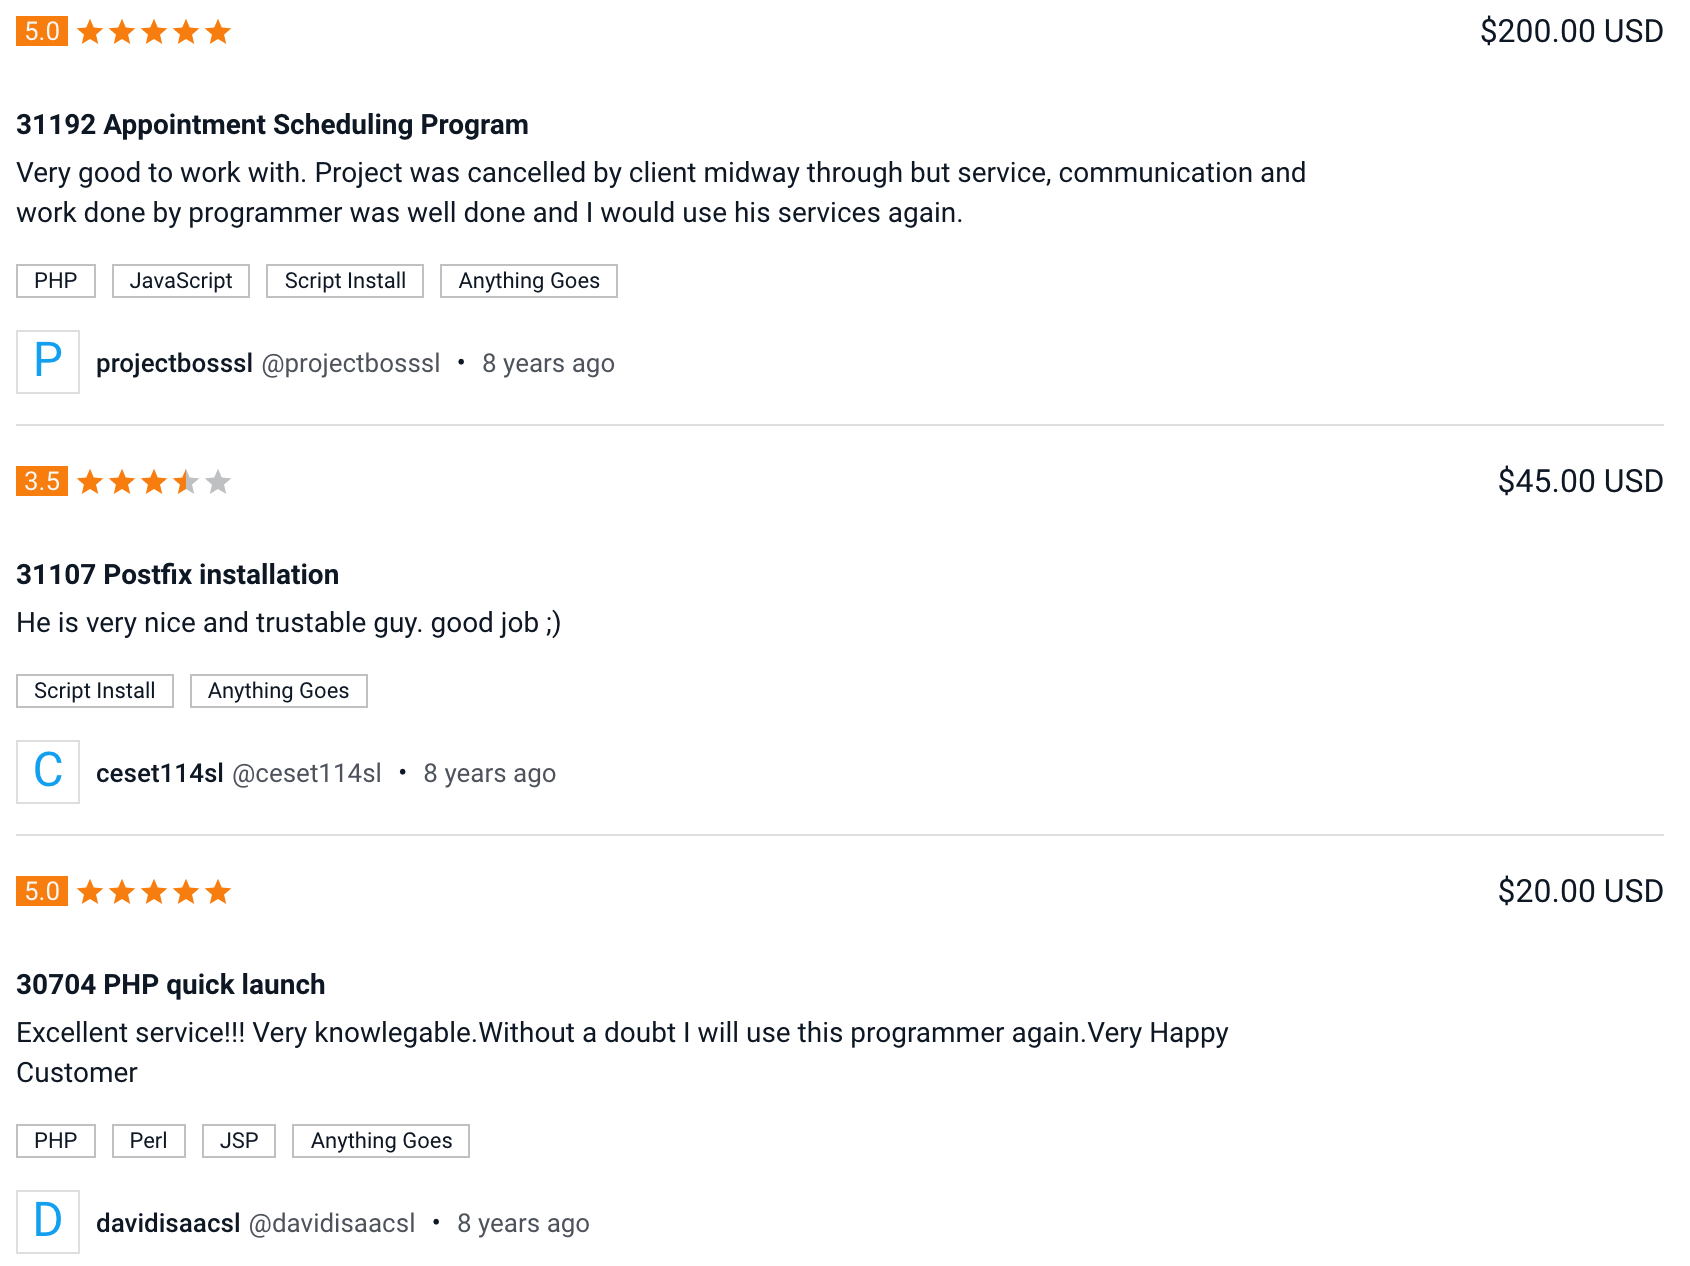 5.0 $200.00 USD
31192 Appointment Scheduling Program
Very good to work with. Project was cancelled by client midway through but service, communication and
work done by programmer was well done and I would use his services again.
PHP JavaScript Script Install Anything Goes
P projectbosssl @projectbosssl • 8 years ago
3.5 $45.00 USD
31107 Postfix installation
He is very nice and trustable guy. good job ;)
Script Install Anything Goes
C ceset114sl @ceset114sl • 8 years ago
5.0 $20.00 USD
30704 PHP quick launch
Excellent service!!! Very knowlegable.Without a doubt I will use this programmer again.Very Happy
Customer
PHP Perl JSP Anything Goes
D davidisaacsl @davidisaacsl • 8 years ago